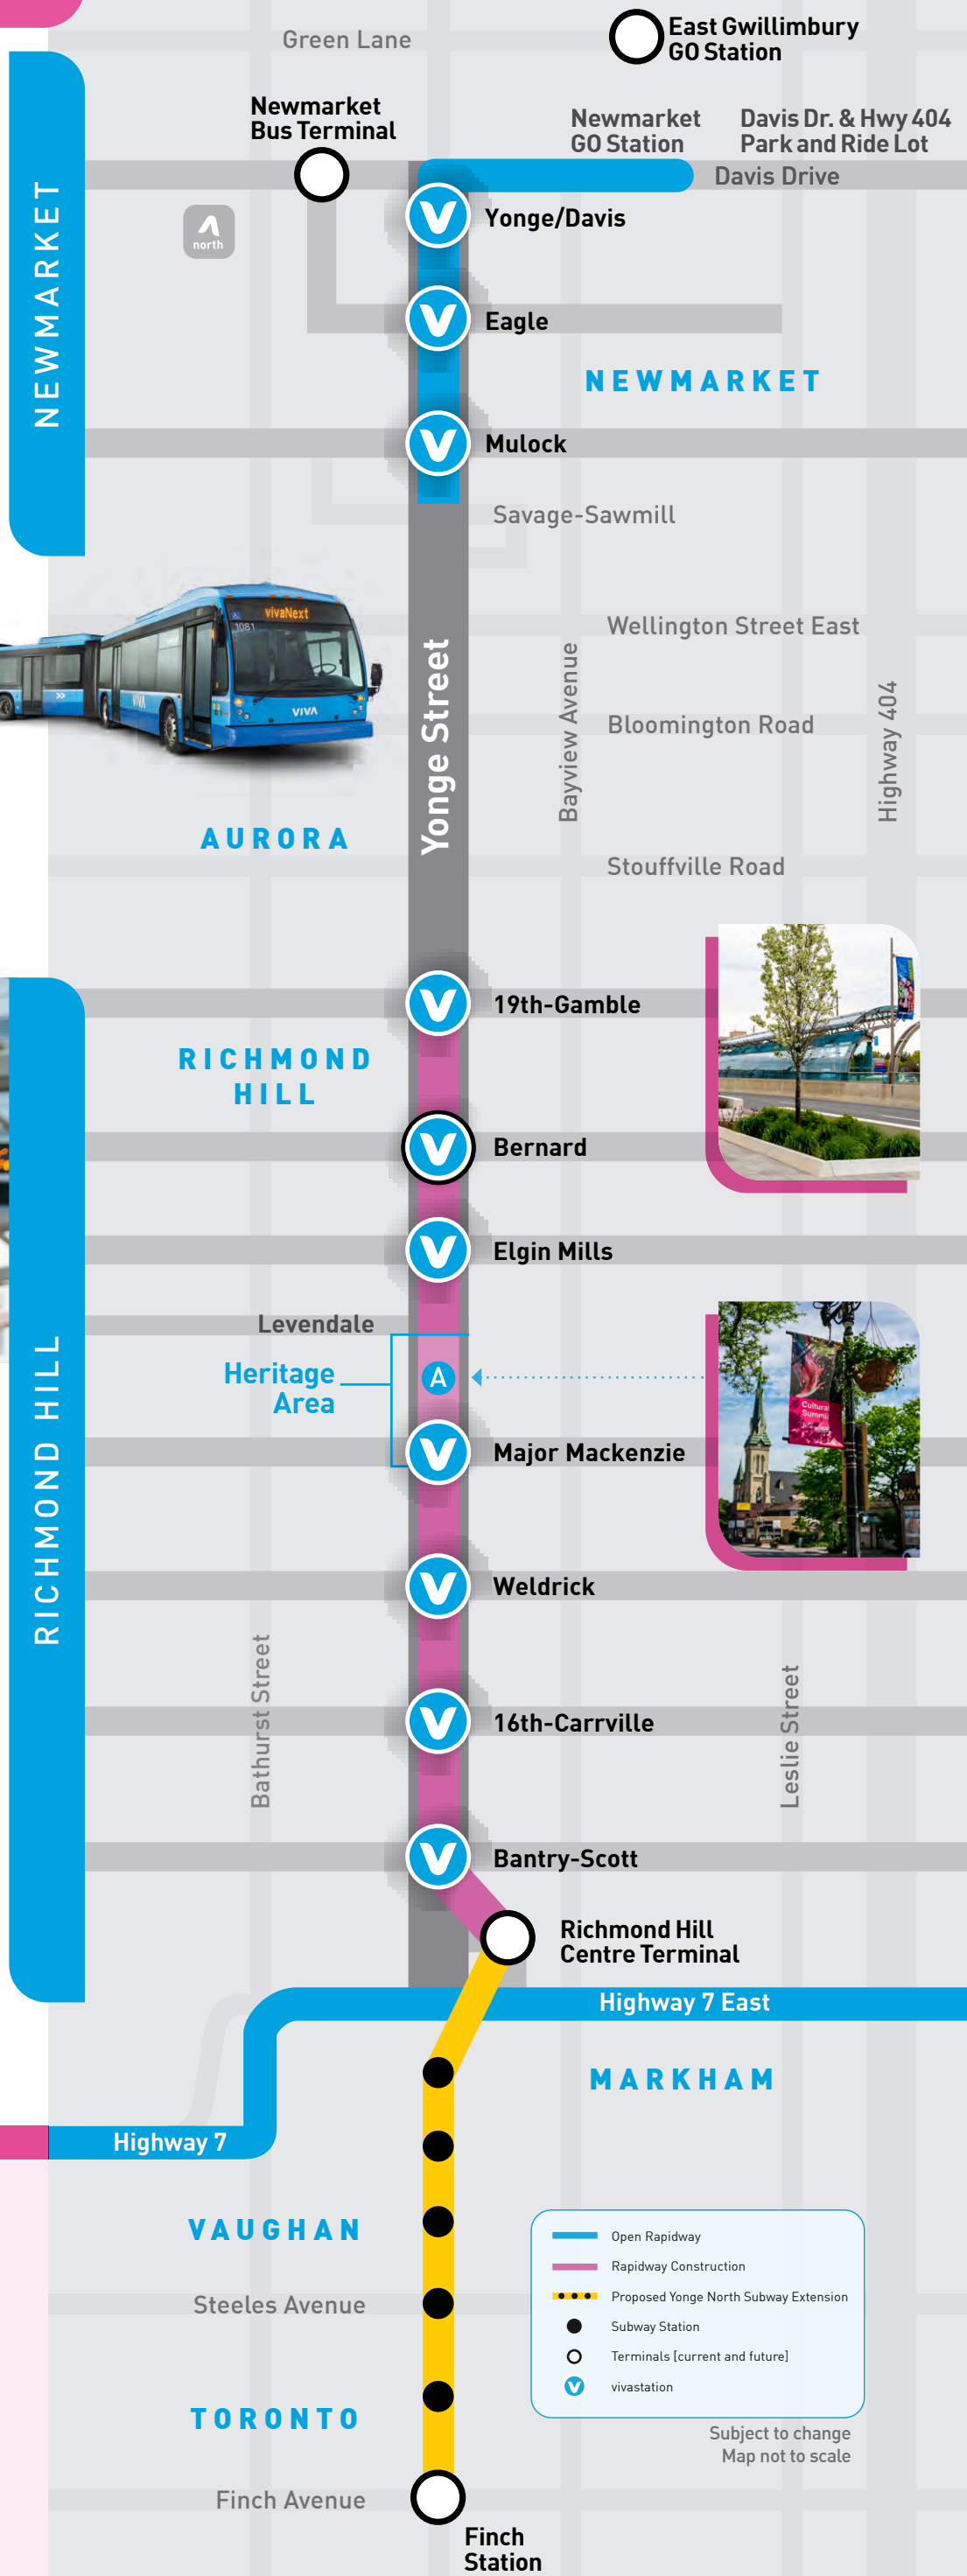 Green Lane
East Gwillimbury
GO Station
Newmarket
Bus Terminal
Newmarket
GO Station
Davis Dr. & Hwy 404
Park and Ride Lot
Davis Drive
north
Yonge/Davis
Eagle
NEWMARKET
NEWMARKET
Mulock
Savage-Sawmill
vivaNext
1081
VIVA
VIVA
Wellington Street East
Yonge Street
Bayview Avenue
Bloomington Road
Highway 404
AURORA
Stouffville Road
19th-Gamble
RICHMOND
HILL
Bernard
Elgin Mills
Levendale
Heritage
Area
A
Cultural
Summit
RICHMOND HILL
Major Mackenzie
Weldrick
Bathurst Street
16th-Carrville
Leslie Street
Bantry-Scott
Richmond Hill
Centre Terminal
Highway 7 East
MARKHAM
Highway 7
VAUGHAN
Open Rapidway
Rapidway Construction
Proposed Yonge North Subway Extension
Subway Station
Terminals [current and future]
vivastation
Steeles Avenue
TORONTO
Subject to change
Map not to scale
Finch Avenue
Finch
Station